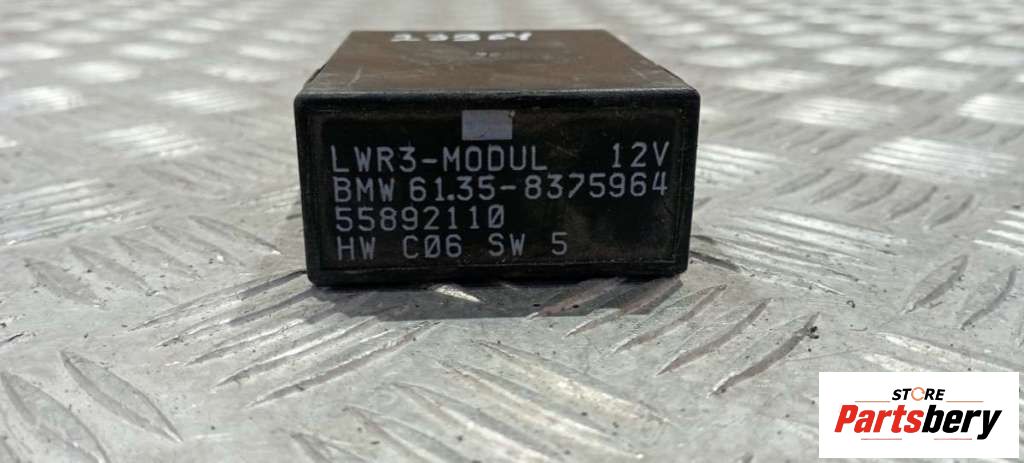 LWR3-MODUL 12V
BMW 61.35-8375964
55892110
HW C06 SW 5
STORE
Partsbery